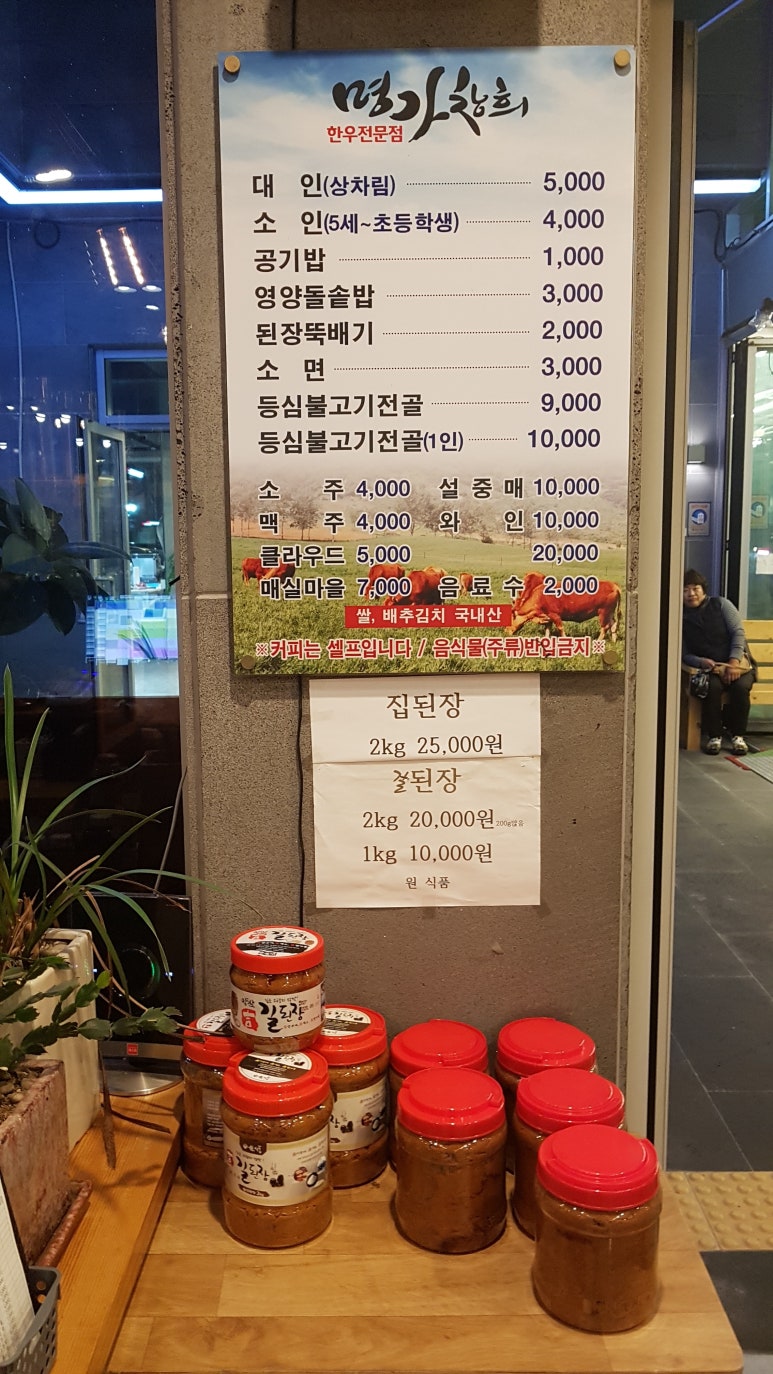 명가창희
한우전문점
대 인(상차림) 5,000
소 인(5세~초등학생) 4,000
공기밥 1,000
영양돌솥밥 3,000
된장뚝배기 2,000
소 면 3,000
등심불고기전골 9,000
등심불고기전골(1인) 10,000
소 주 4,000 설중매 10,000
맥 주 4,000 와 인 10,000
클라우드 5,000 20,000
매실마을 7,000 음료수 2,000
쌀, 배추김치 국내산
※커피는 셀프입니다 / 음식물(주류)반입금지※
집된장
2kg 25,000원
된장
2kg 20,000원
1kg 10,000원
원 식품
된장
된장
된장